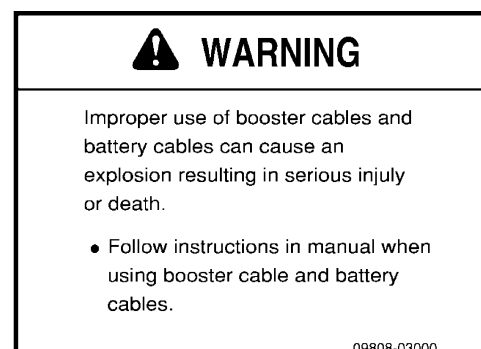 WARNING
Improper use of booster cables and
battery cables can cause an
explosion resulting in serious injuly
or death.
● Follow instructions in manual when
using booster cable and battery
cables.
09808-03000